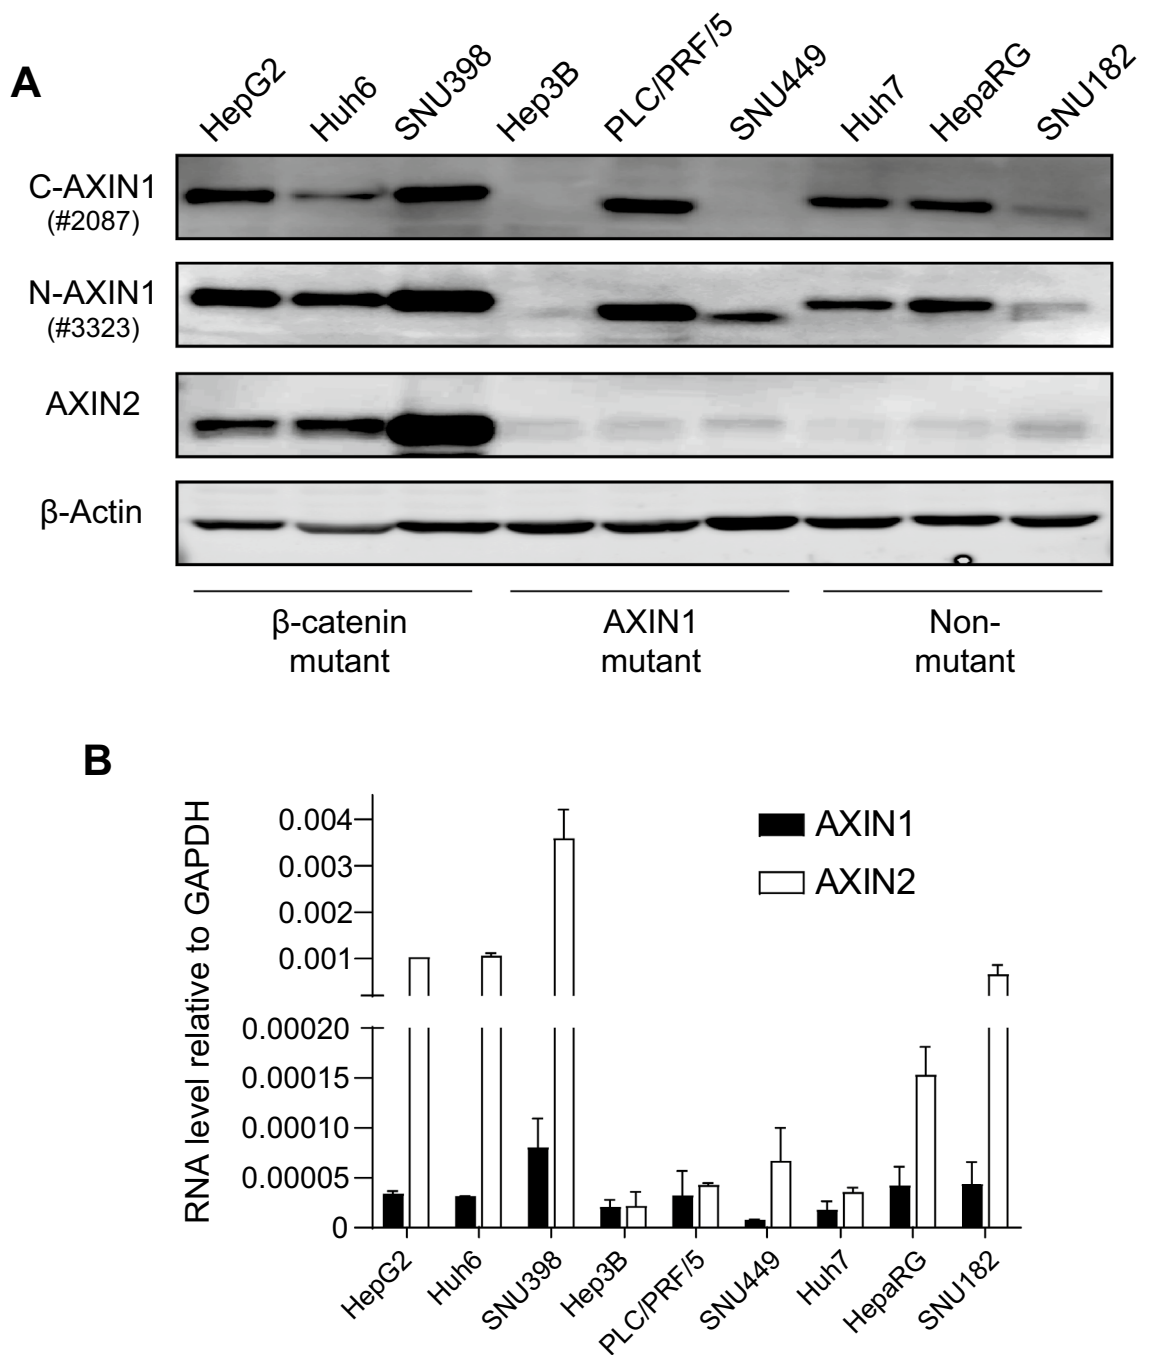 A
HepG2
Huh6
SNU398
Hep3B
PLC/PRF/5
SNU449
Huh7
HepaRG
SNU182
C-AXIN1
(#2087)
N-AXIN1
(#3323)
AXIN2
β-Actin
β-catenin
mutant
AXIN1
mutant
Non-
mutant
B
RNA level relative to GAPDH
0.004
0.003
0.002
0.001
0.00020
0.00015
0.00010
0.00005
0
AXIN1
AXIN2
HepG2
Huh6
SNU398
Hep3B
PLC/PRF/5
SNU449
Huh7
HepaRG
SNU182